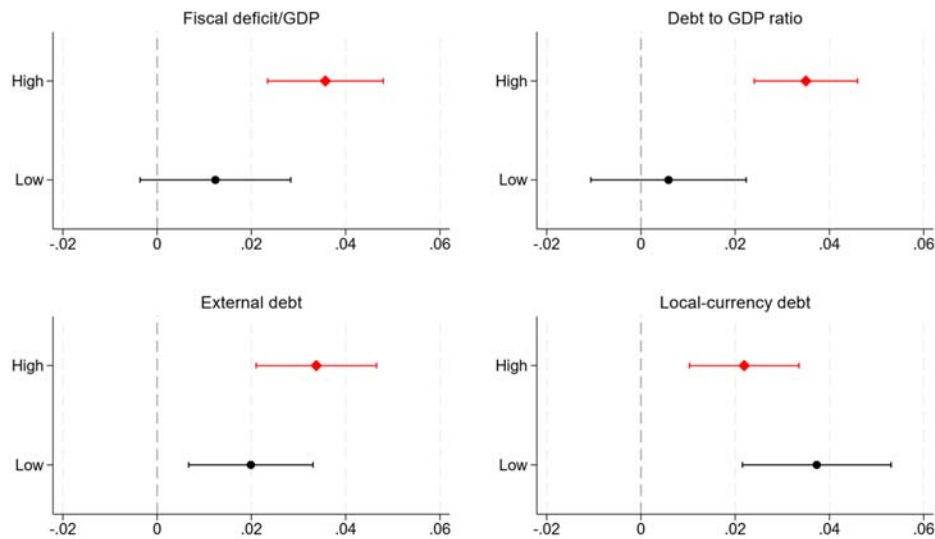 Fiscal deficit/GDP
High
Low
-.02 0 .02 .04 .06
Debt to GDP ratio
High
Low
-.02 0 .02 .04 .06
External debt
High
Low
-.02 0 .02 .04 .06
Local-currency debt
High
Low
-.02 0 .02 .04 .06